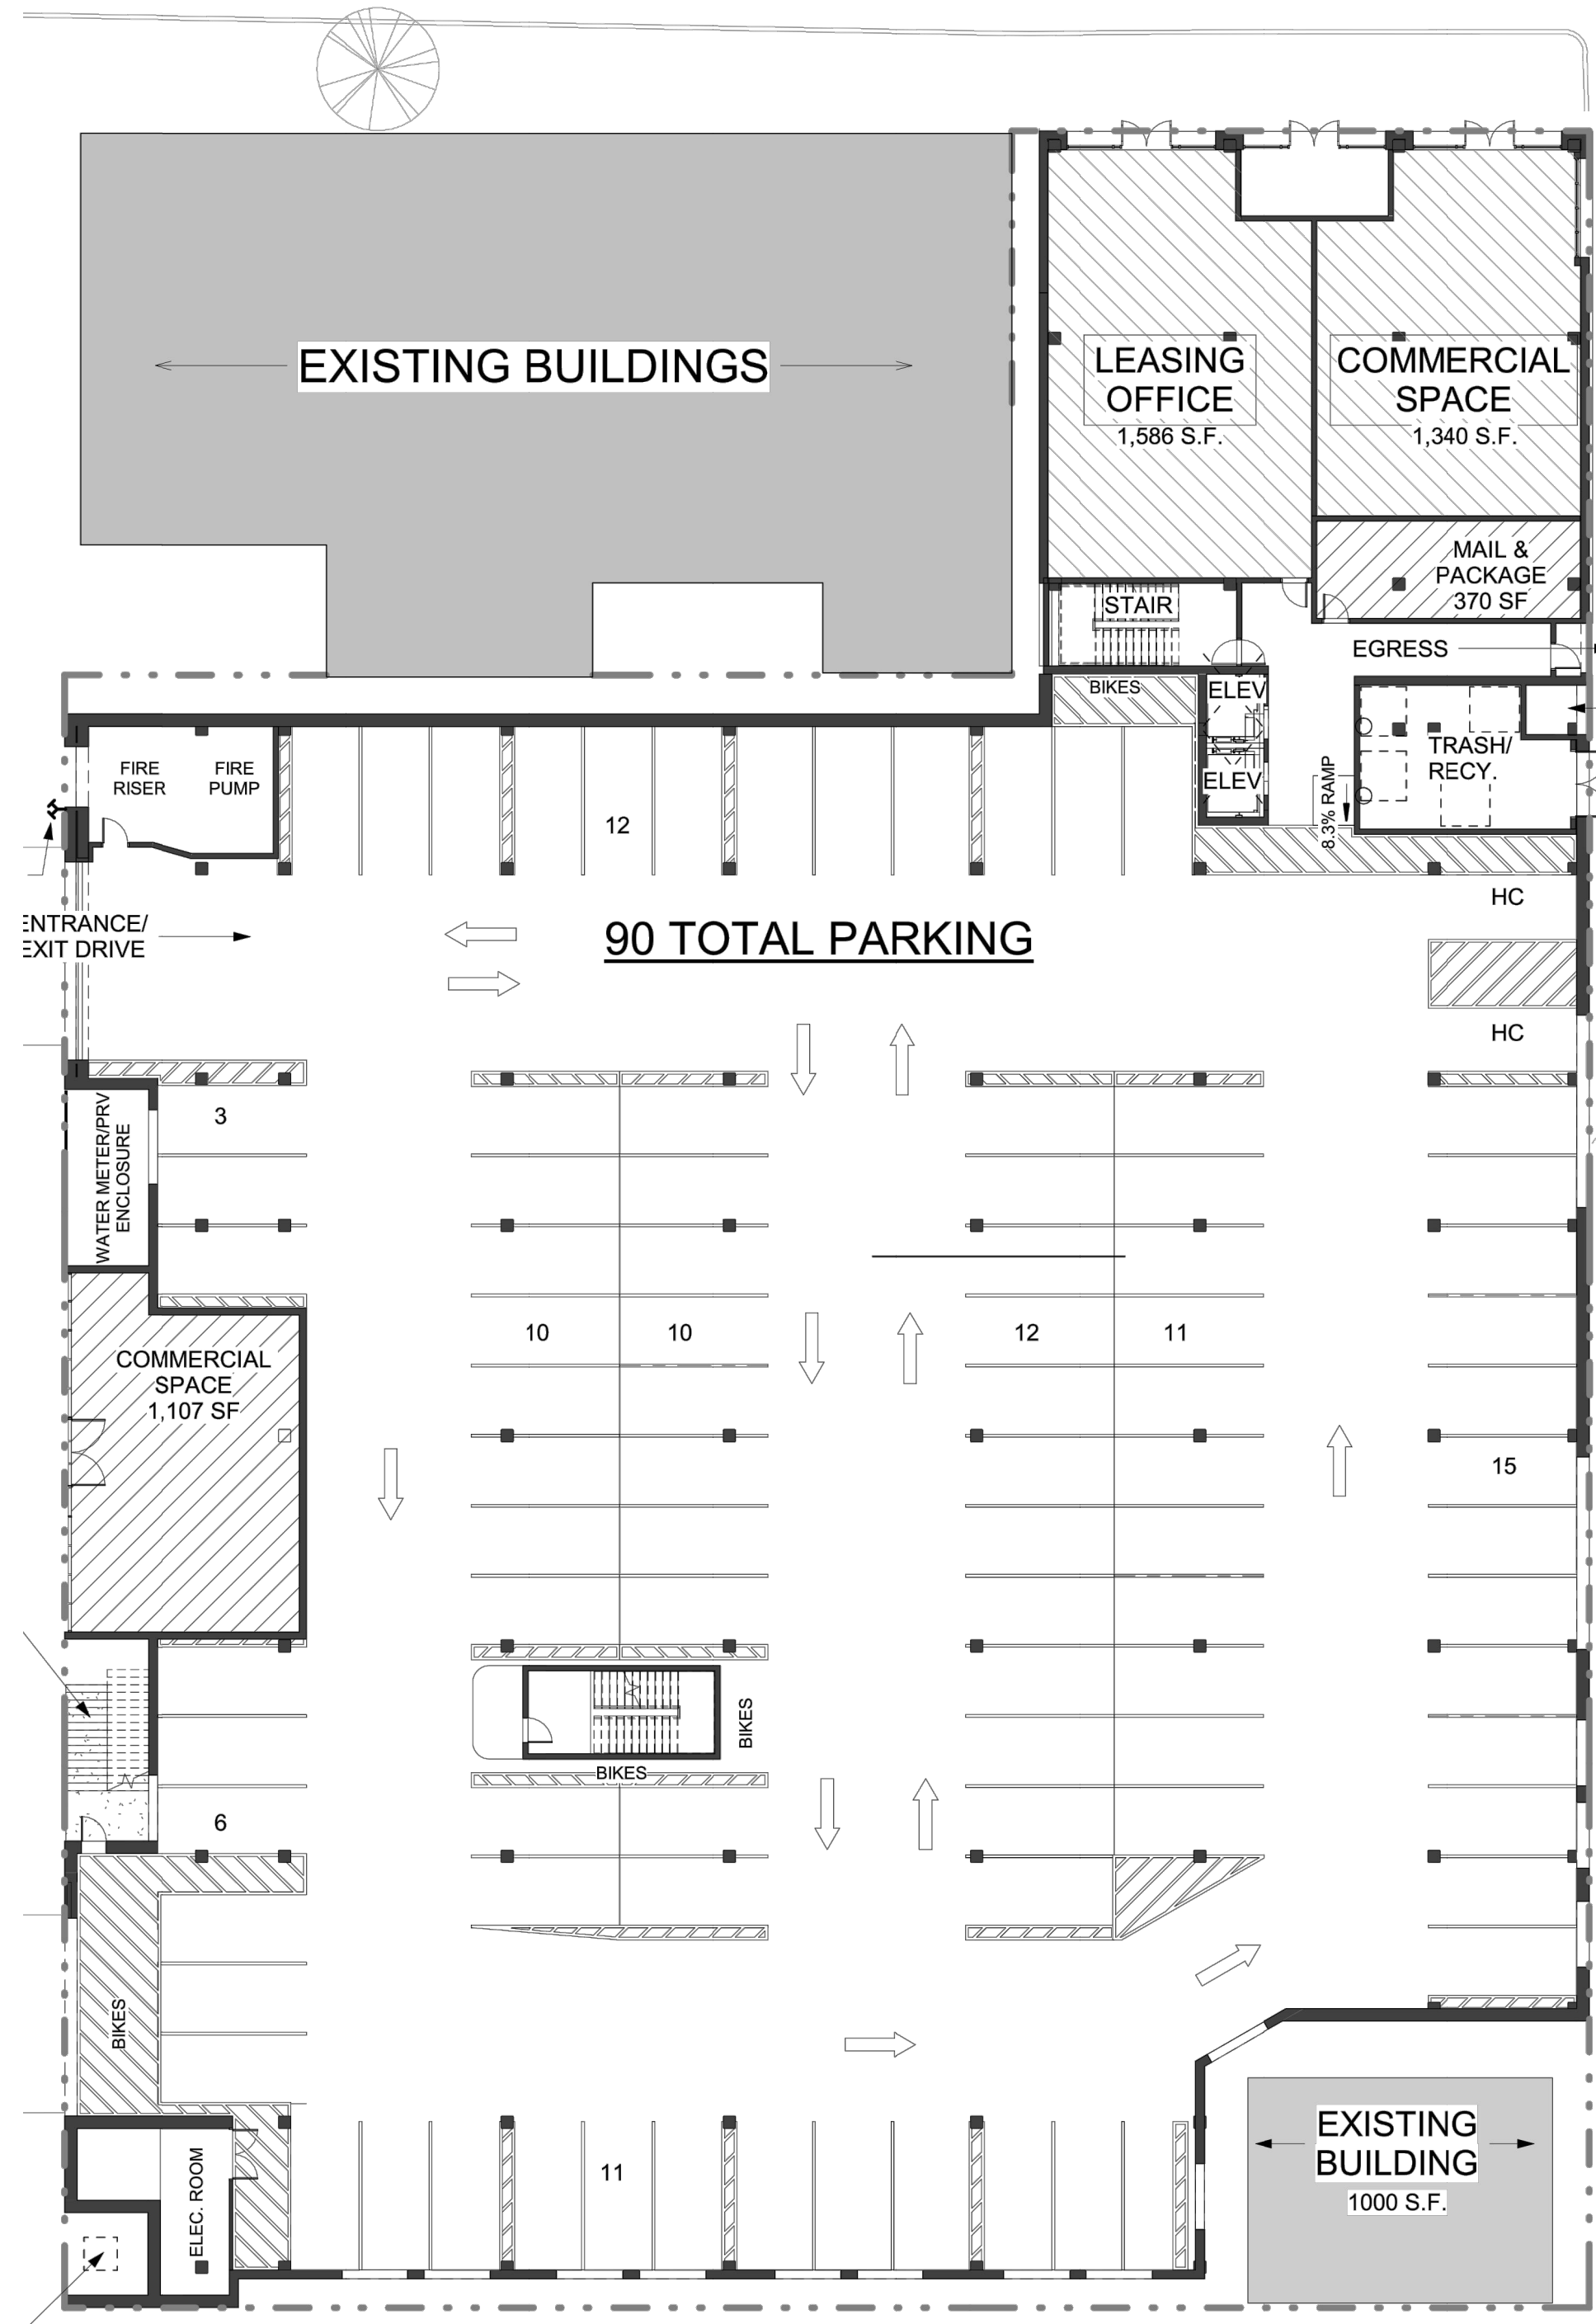 EXISTING BUILDINGS
LEASING
OFFICE
1,586 S.F.
COMMERCIAL
SPACE
1,340 S.F.
MAIL &
PACKAGE
370 SF
STAIR
EGRESS
BIKES
ELEV
ELEV
8.3% RAMP
TRASH/
RECY.
FIRE
RISER
FIRE
PUMP
12
HC
ENTRANCE/
EXIT DRIVE
90 TOTAL PARKING
HC
3
WATER METER/PRV
ENCLOSURE
10
10
12
11
COMMERCIAL
SPACE
1,107 SF
15
BIKES
BIKES
6
BIKES
ELEC. ROOM
11
EXISTING
BUILDING
1000 S.F.